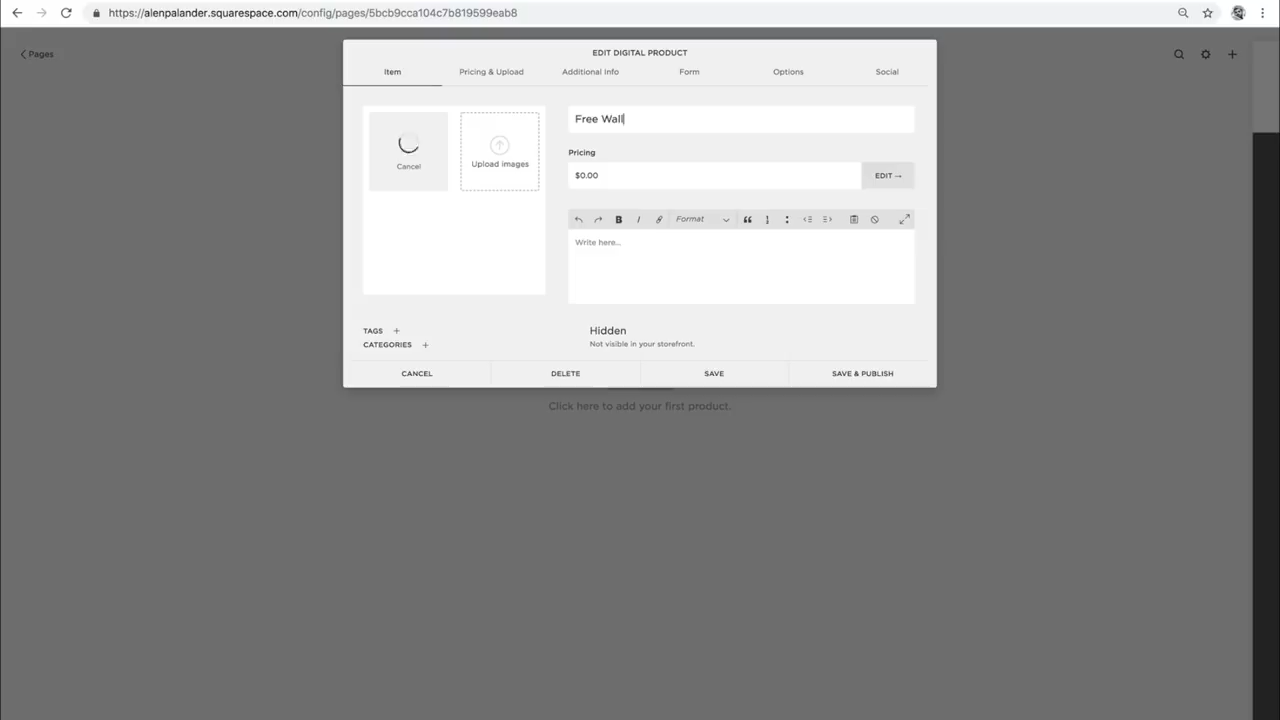 https://alenpalander.squarespace.com/config/pages/5bcb9cca104c7b819599eab8
Pages
EDIT DIGITAL PRODUCT
Item
Pricing & Upload
Additional Info
Form
Options
Social
Cancel
Upload images
Free Wall
Pricing
$0.00
EDIT →
B
I
Format
Write here...
TAGS +
CATEGORIES +
Hidden
Not visible in your storefront.
CANCEL
DELETE
SAVE
SAVE & PUBLISH
Click here to add your first product.